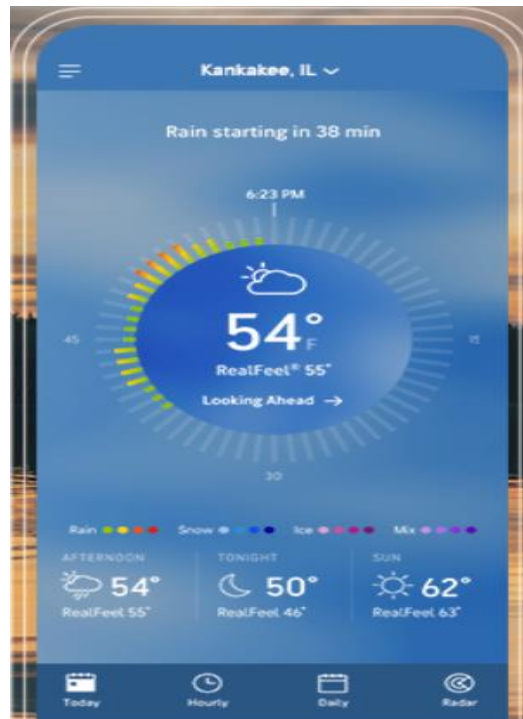 Kankakee, IL
Rain starting in 38 min
6:23 PM
45
15
54°F
RealFeel® 55°
Looking Ahead →
30
Rain Snow Ice Mix
AFTERNOON TONIGHT SUN
54° 50° 62°
RealFeel 55° RealFeel 46° RealFeel 63°
Today Hourly Daily Radar